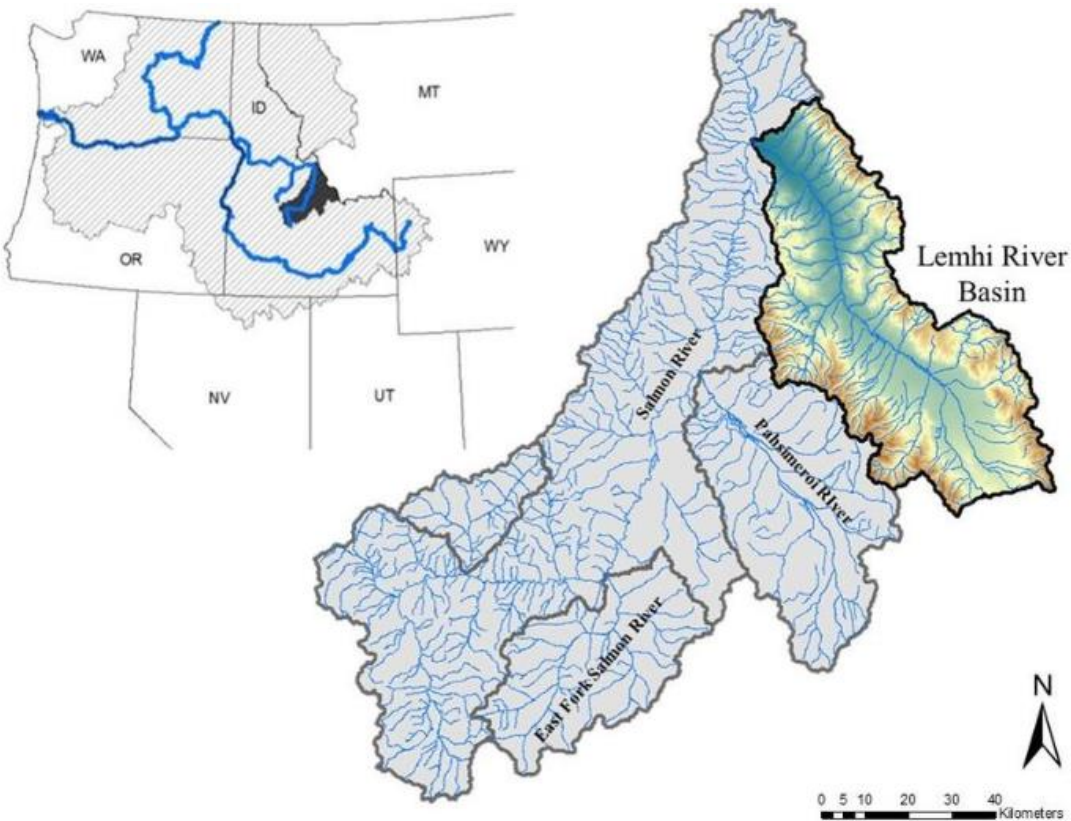 WA
MT
ID
OR
WY
NV
UT
Lemhi River
Basin
Salmon River
Pahsimeroi River
East Fork Salmon River
N
0 5 10 20 30 40
Kilometers